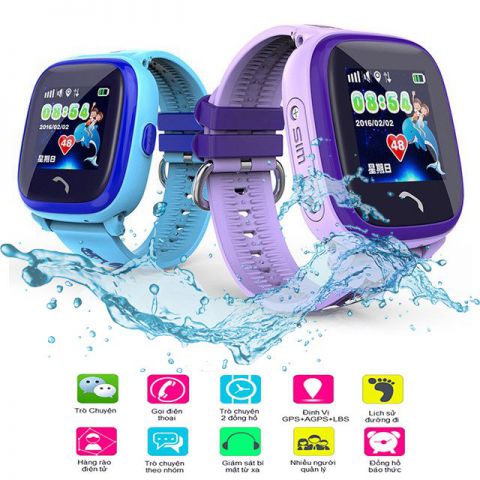 08:54
2016/02/02
48
星期日
08:54
2016/02/02
48
星期日
SIM
Trò Chuyện
Gọi điện
thoại
Trò chuyện
2 đồng hồ
Định Vị
GPS+AGPS+LBS
Lịch sử
đường đi
Hàng rào
điện tử
Trò chuyện
theo nhóm
Giám sát bí
mật từ xa
Nhiều người
quản lý
Đồng hồ
báo thức